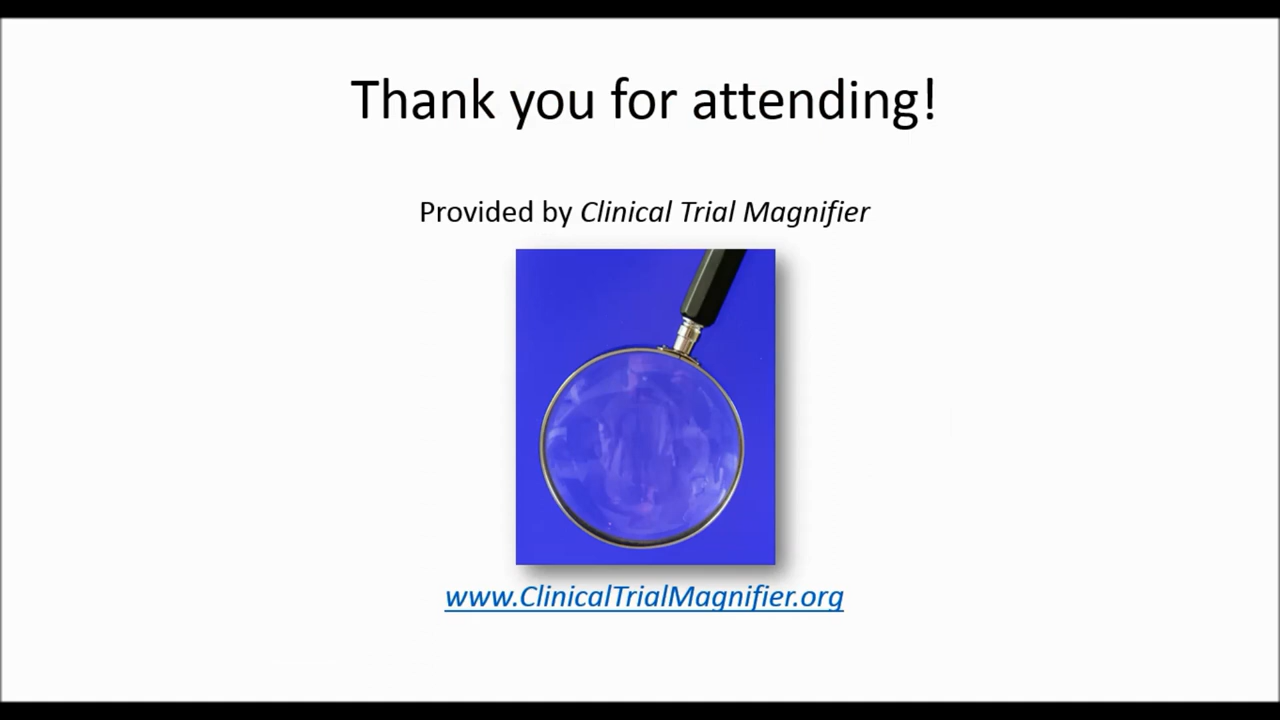 Thank you for attending!
Provided by Clinical Trial Magnifier
www.ClinicalTrialMagnifier.org